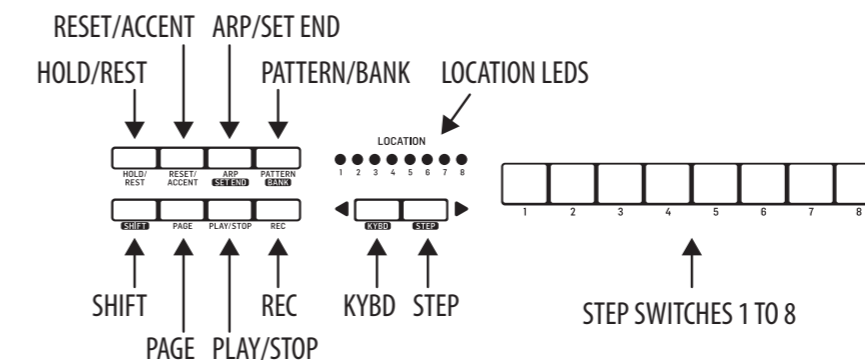 RESET/ACCENT ARP/SET END
HOLD/REST PATTERN/BANK LOCATION LEDS
LOCATION
1 2 3 4 5 6 7 8
HOLD/
REST
RESET/
ACCENT
ARP
SET END
PATTERN
BANK
SHIFT PAGE PLAY/STOP REC
KYBD STEP
1 2 3 4 5 6 7 8
SHIFT REC KYBD STEP STEP SWITCHES 1 TO 8
PAGE PLAY/STOP